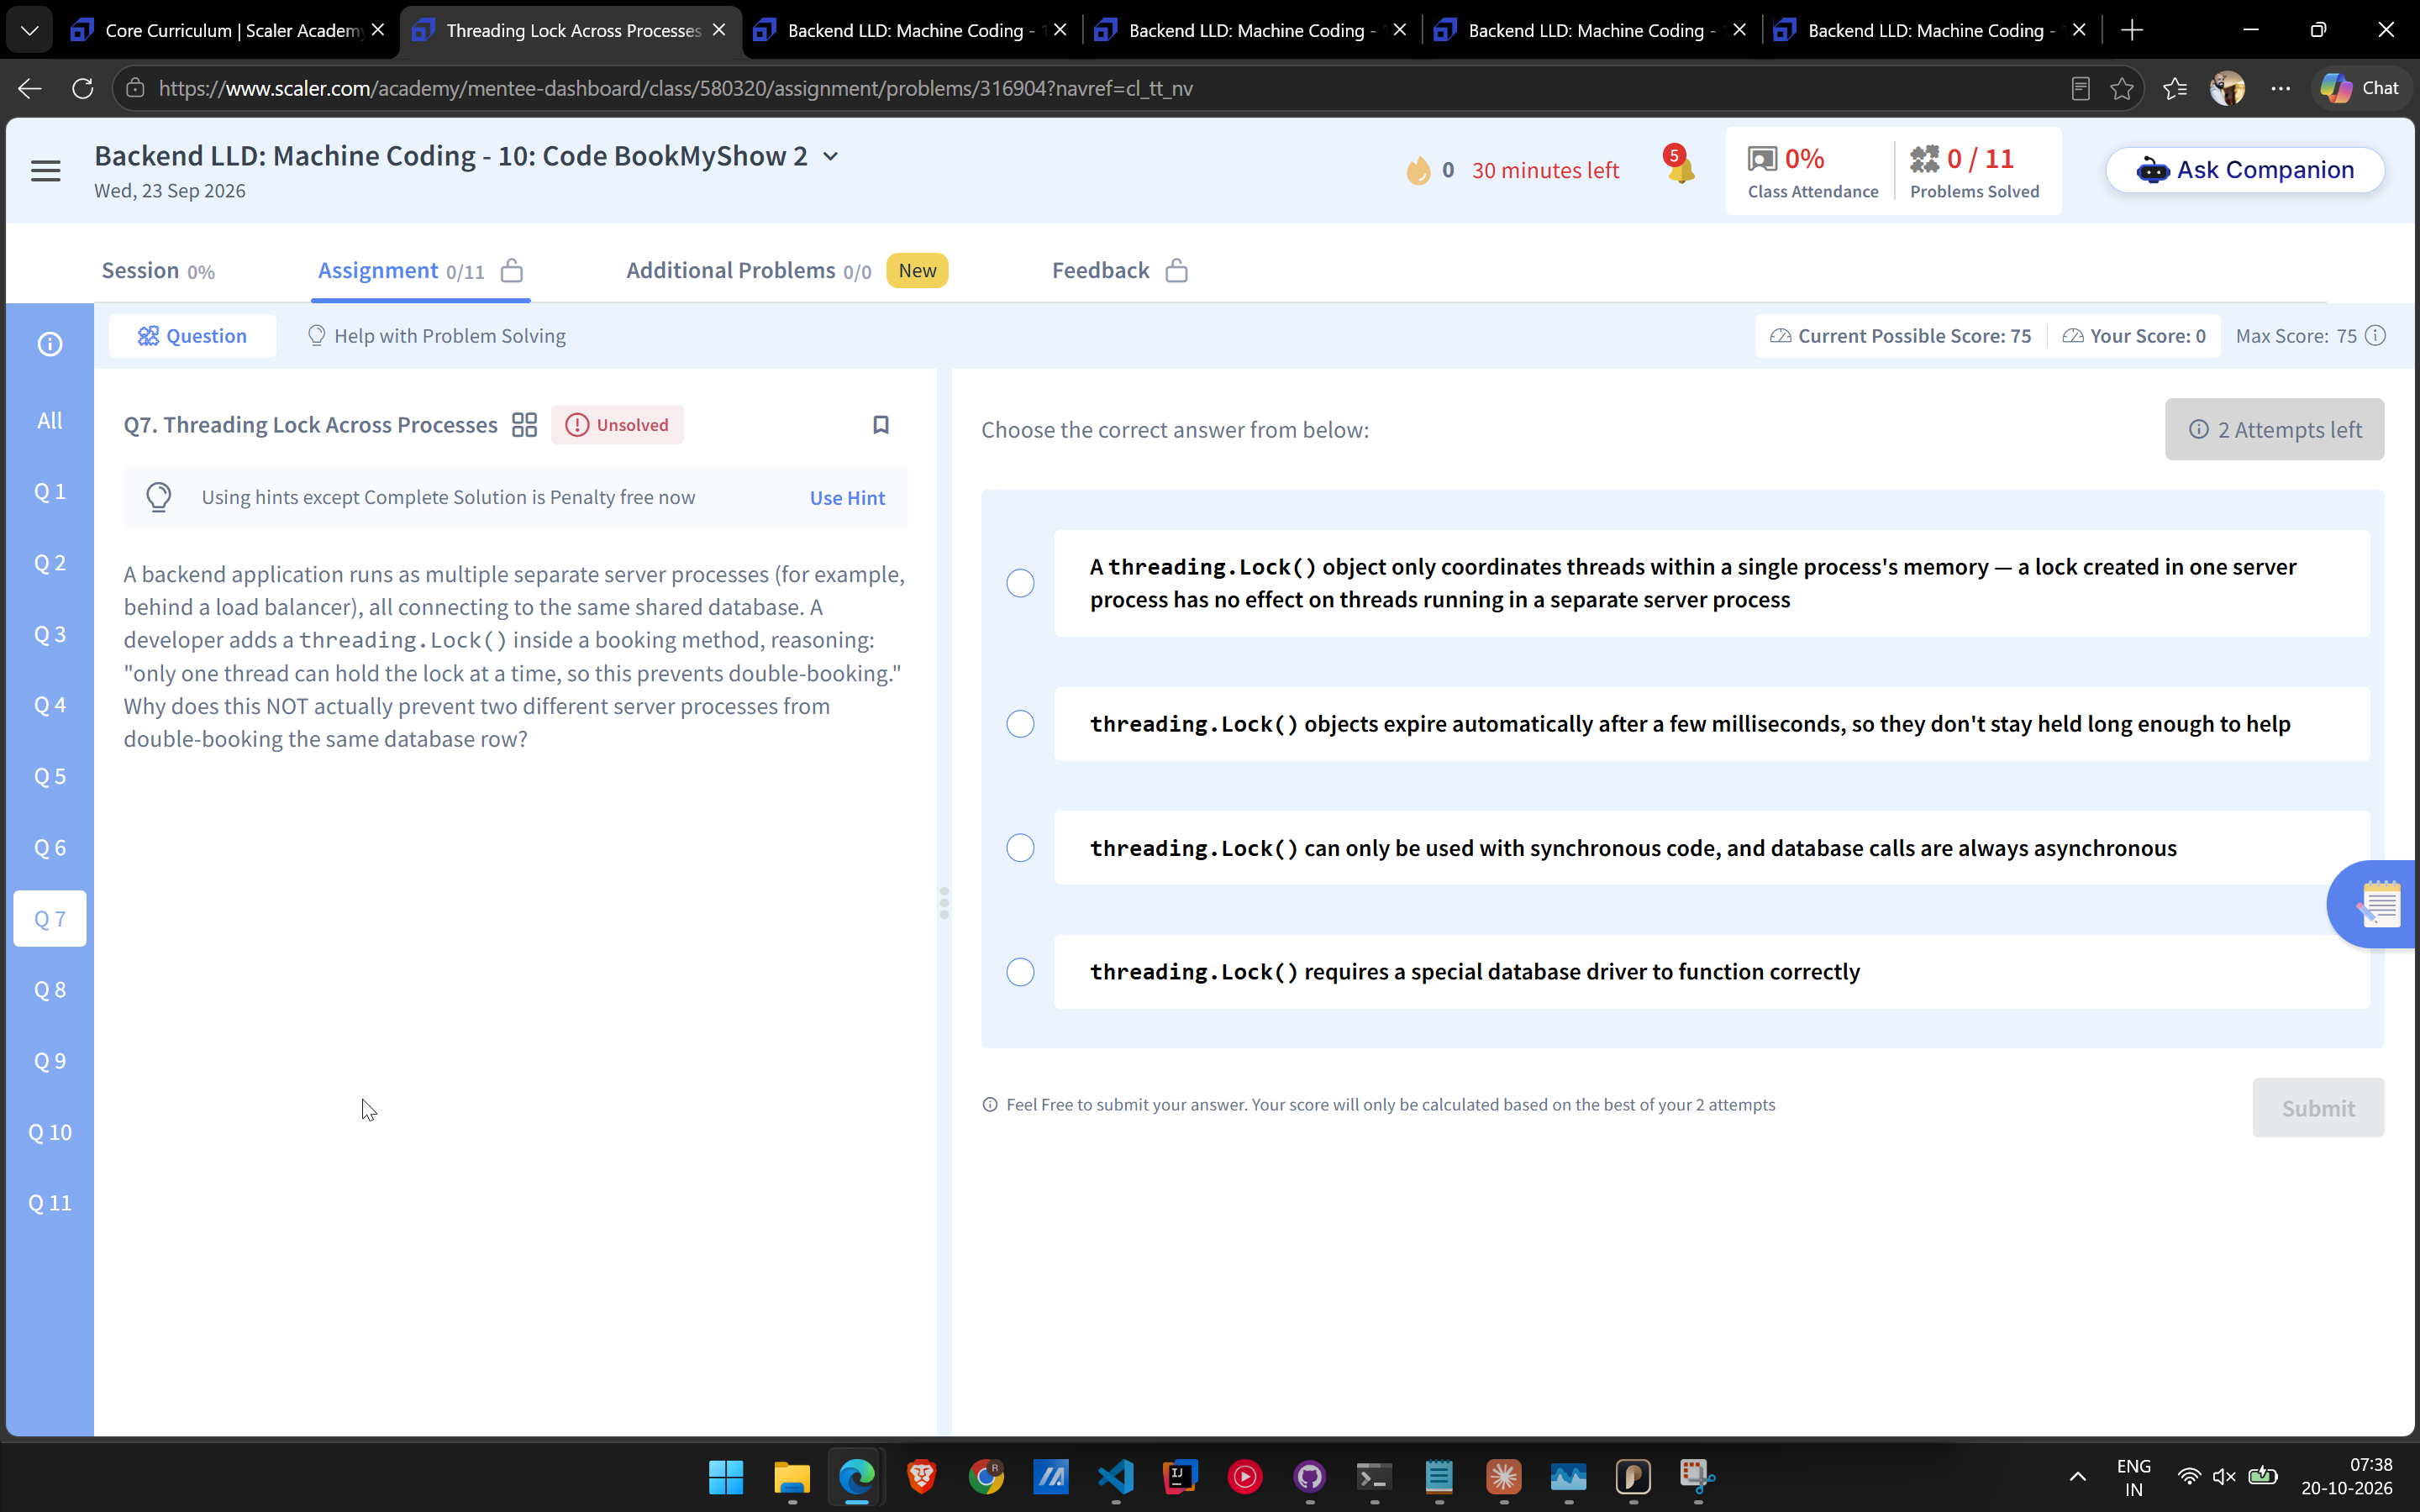 Core Curriculum | Scaler Academ
Threading Lock Across Processes
Backend LLD: Machine Coding -
Backend LLD: Machine Coding -
Backend LLD: Machine Coding -
Backend LLD: Machine Coding -
https://www.scaler.com/academy/mentee-dashboard/class/580320/assignment/problems/316904?navref=cl_tt_nv
Chat
Backend LLD: Machine Coding - 10: Code BookMyShow 2
Wed, 23 Sep 2026
0
30 minutes left
5
0%
Class Attendance
0 / 11
Problems Solved
Ask Companion
Session 0%
Assignment 0/11
Additional Problems 0/0
New
Feedback
Question
Help with Problem Solving
Current Possible Score: 75
Your Score: 0
Max Score: 75
All
Q 1
Q 2
Q 3
Q 4
Q 5
Q 6
Q 7
Q 8
Q 9
Q 10
Q 11
Q7. Threading Lock Across Processes
Unsolved
Using hints except Complete Solution is Penalty free now
Use Hint
A backend application runs as multiple separate server processes (for example,
behind a load balancer), all connecting to the same shared database. A
developer adds a threading.Lock() inside a booking method, reasoning:
"only one thread can hold the lock at a time, so this prevents double-booking."
Why does this NOT actually prevent two different server processes from
double-booking the same database row?
Choose the correct answer from below:
2 Attempts left
A threading.Lock() object only coordinates threads within a single process's memory — a lock created in one server
process has no effect on threads running in a separate server process
threading.Lock() objects expire automatically after a few milliseconds, so they don't stay held long enough to help
threading.Lock() can only be used with synchronous code, and database calls are always asynchronous
threading.Lock() requires a special database driver to function correctly
Feel Free to submit your answer. Your score will only be calculated based on the best of your 2 attempts
Submit
R
IJ
ENG
IN
07:38
20-10-2026